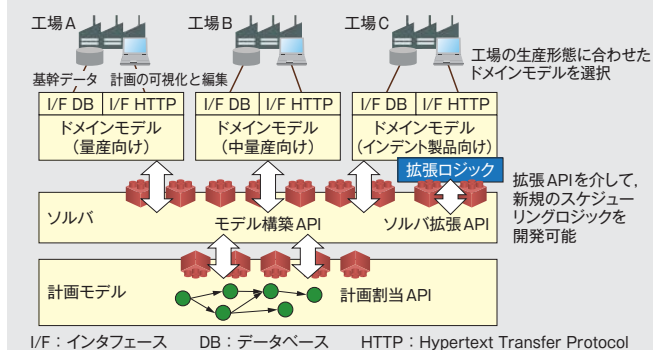 工場A
工場B
工場C
工場の生産形態に合わせた
ドメインモデルを選択
基幹データ
計画の可視化と編集
I/F DB
I/F HTTP
I/F DB
I/F HTTP
I/F DB
I/F HTTP
ドメインモデル
(量産向け)
ドメインモデル
(中量産向け)
ドメインモデル
(インデント製品向け)
拡張ロジック
拡張APIを介して,
新規のスケジュー
リングロジックを
開発可能
ソルバ
モデル構築API
ソルバ拡張API
計画モデル
計画割当API
I/F:インタフェース DB:データベース HTTP:Hypertext Transfer Protocol